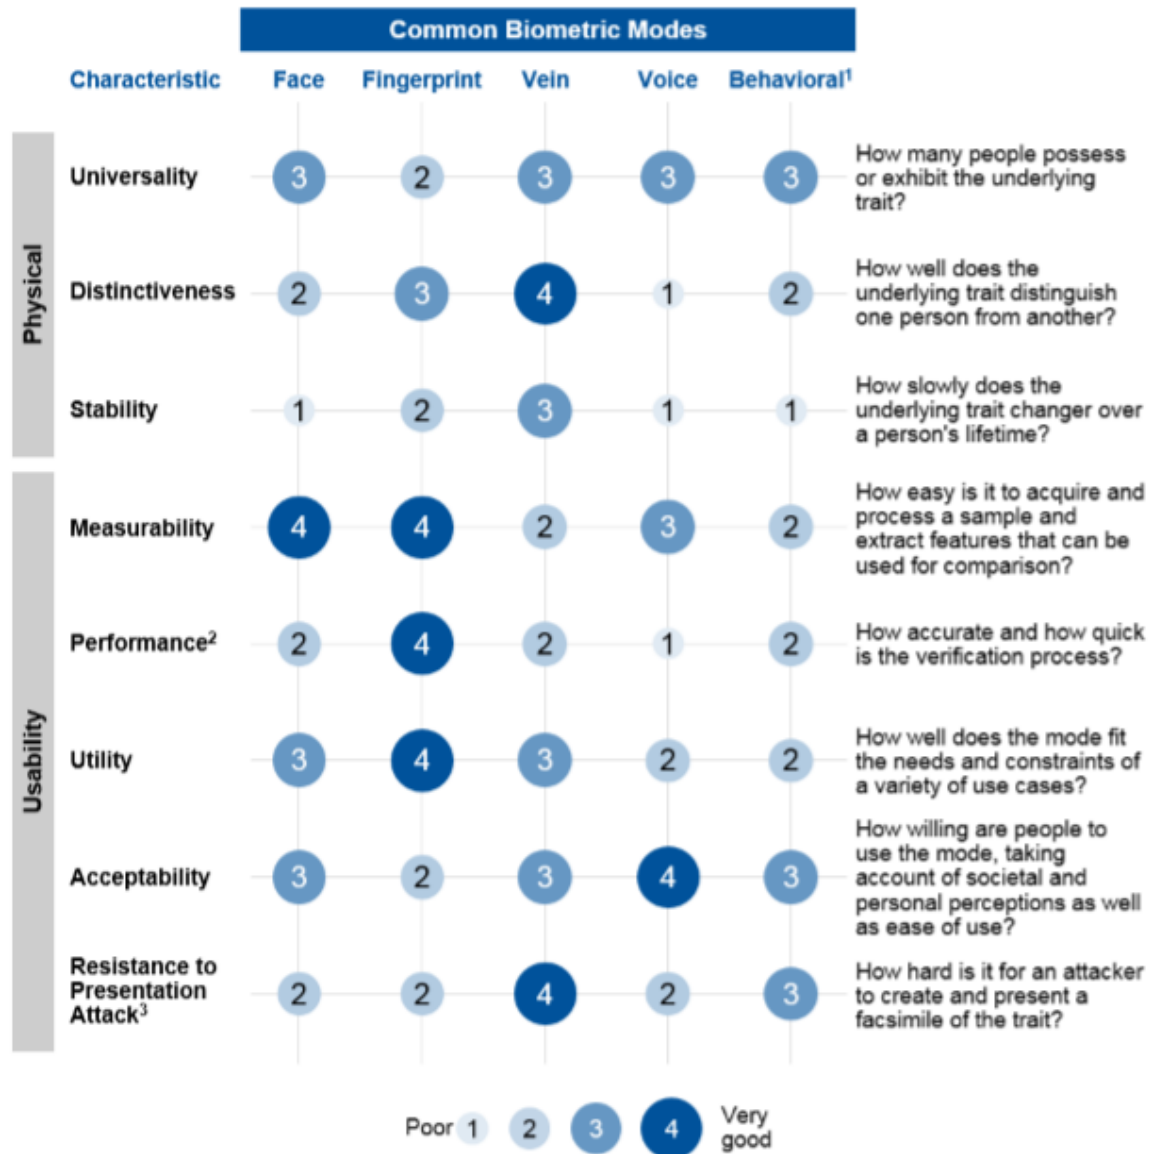 Common Biometric Modes
Characteristic Face Fingerprint Vein Voice Behavioral¹
Physical
Universality 3 2 3 3 3
How many people possess
or exhibit the underlying
trait?
Distinctiveness 2 3 4 1 2
How well does the
underlying trait distinguish
one person from another?
Stability 1 2 3 1 1
How slowly does the
underlying trait changer over
a person's lifetime?
Usability
Measurability 4 4 2 3 2
How easy is it to acquire and
process a sample and
extract features that can be
used for comparison?
Performance² 2 4 2 1 2
How accurate and how quick
is the verification process?
Utility 3 4 3 2 2
How well does the mode fit
the needs and constraints of
a variety of use cases?
Acceptability 3 2 3 4 3
How willing are people to
use the mode, taking
account of societal and
personal perceptions as well
as ease of use?
Resistance to
Presentation
Attack³ 2 2 4 2 3
How hard is it for an attacker
to create and present a
facsimile of the trait?
Poor 1 2 3 4 Very
good